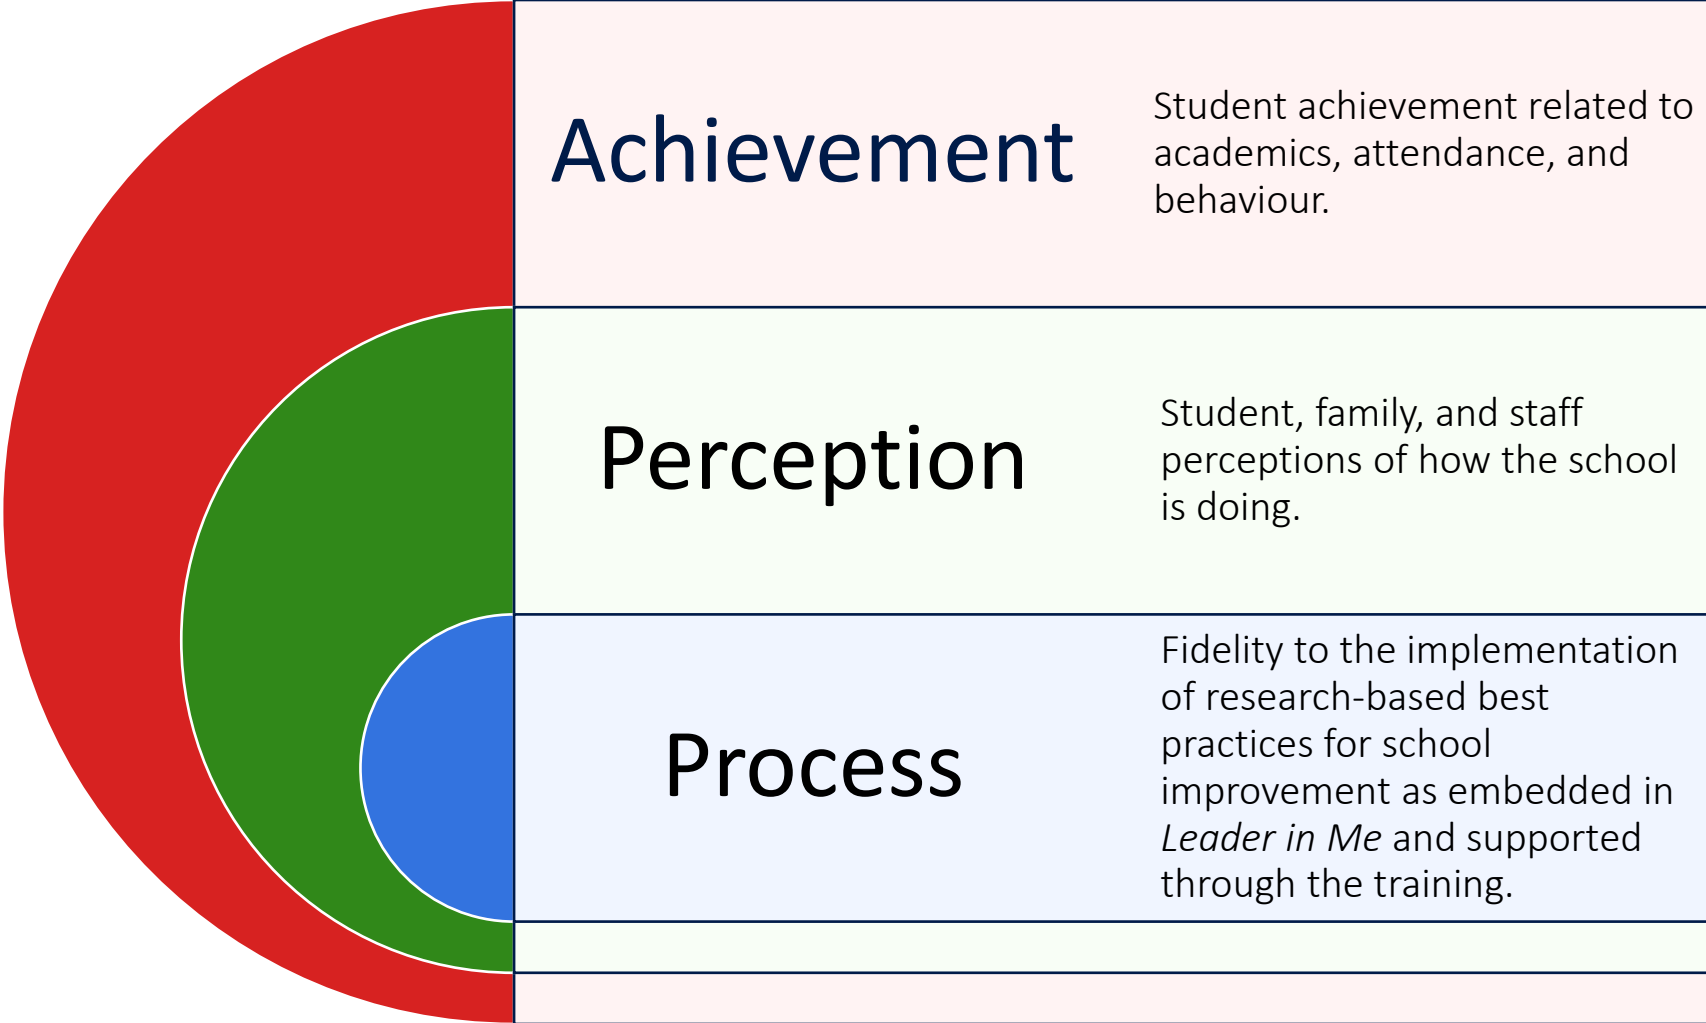 Achievement
Student achievement related to
academics, attendance, and
behaviour.
Perception
Student, family, and staff
perceptions of how the school
is doing.
Process
Fidelity to the implementation
of research-based best
practices for school
improvement as embedded in
Leader in Me and supported
through the training.